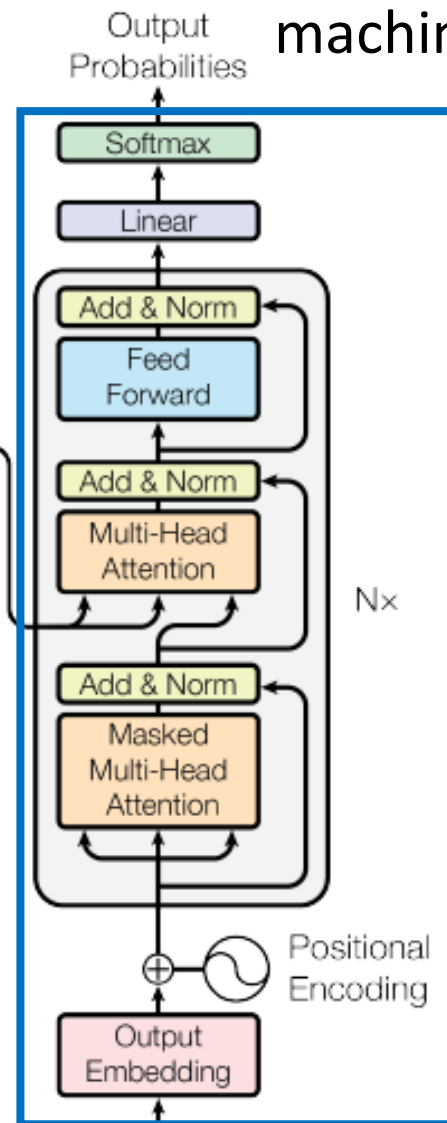 Output
Probabilities
machin
Softmax
Linear
Add & Norm
Feed
Forward
Add & Norm
Multi-Head
Attention
N×
Add & Norm
Masked
Multi-Head
Attention
Positional
Encoding
Output
Embedding